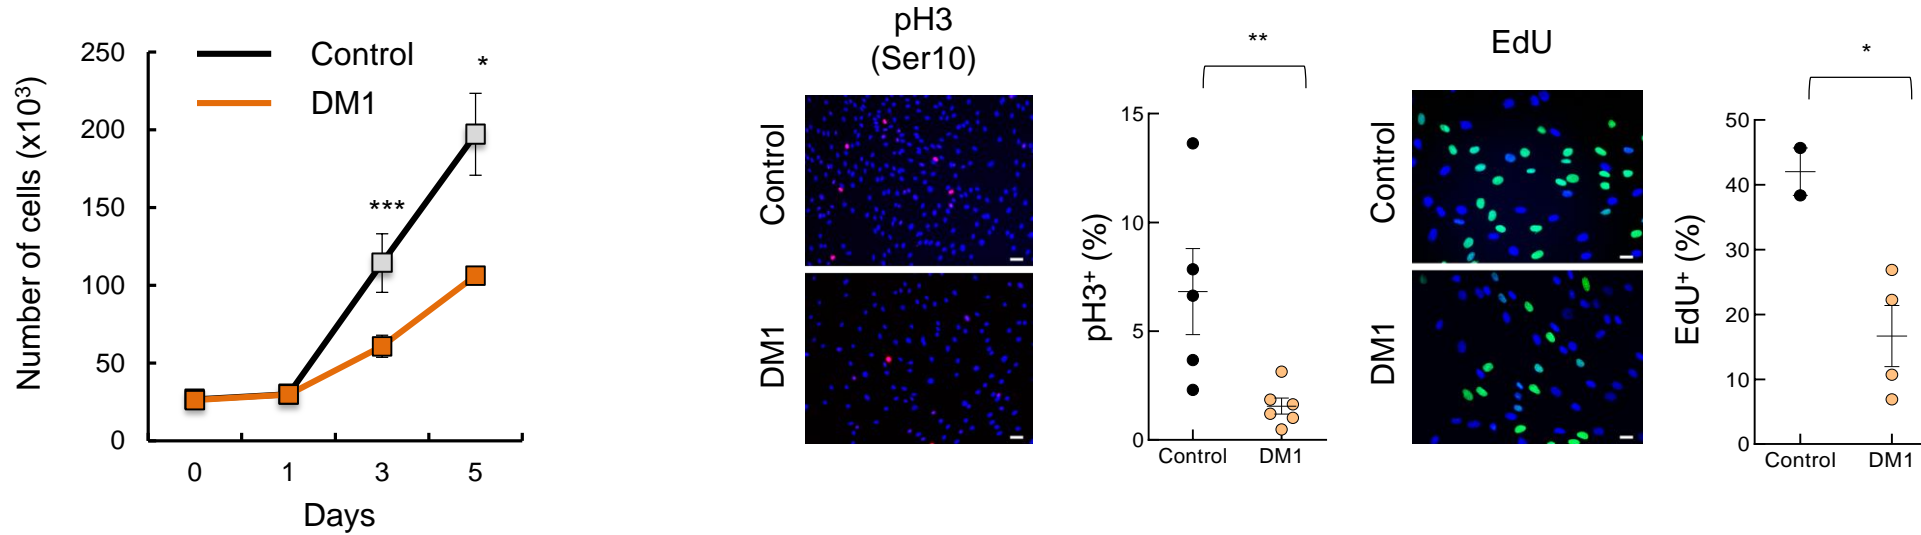 Number of cells (x10³)
250
200
150
100
50
0
Control
DM1
***
*
0 1 3 5
Days
pH3
(Ser10)
Control
DM1
pH3⁺ (%)
**
15
10
5
0
Control DM1
EdU
Control
DM1
EdU⁺ (%)
*
50
40
30
20
10
0
Control DM1